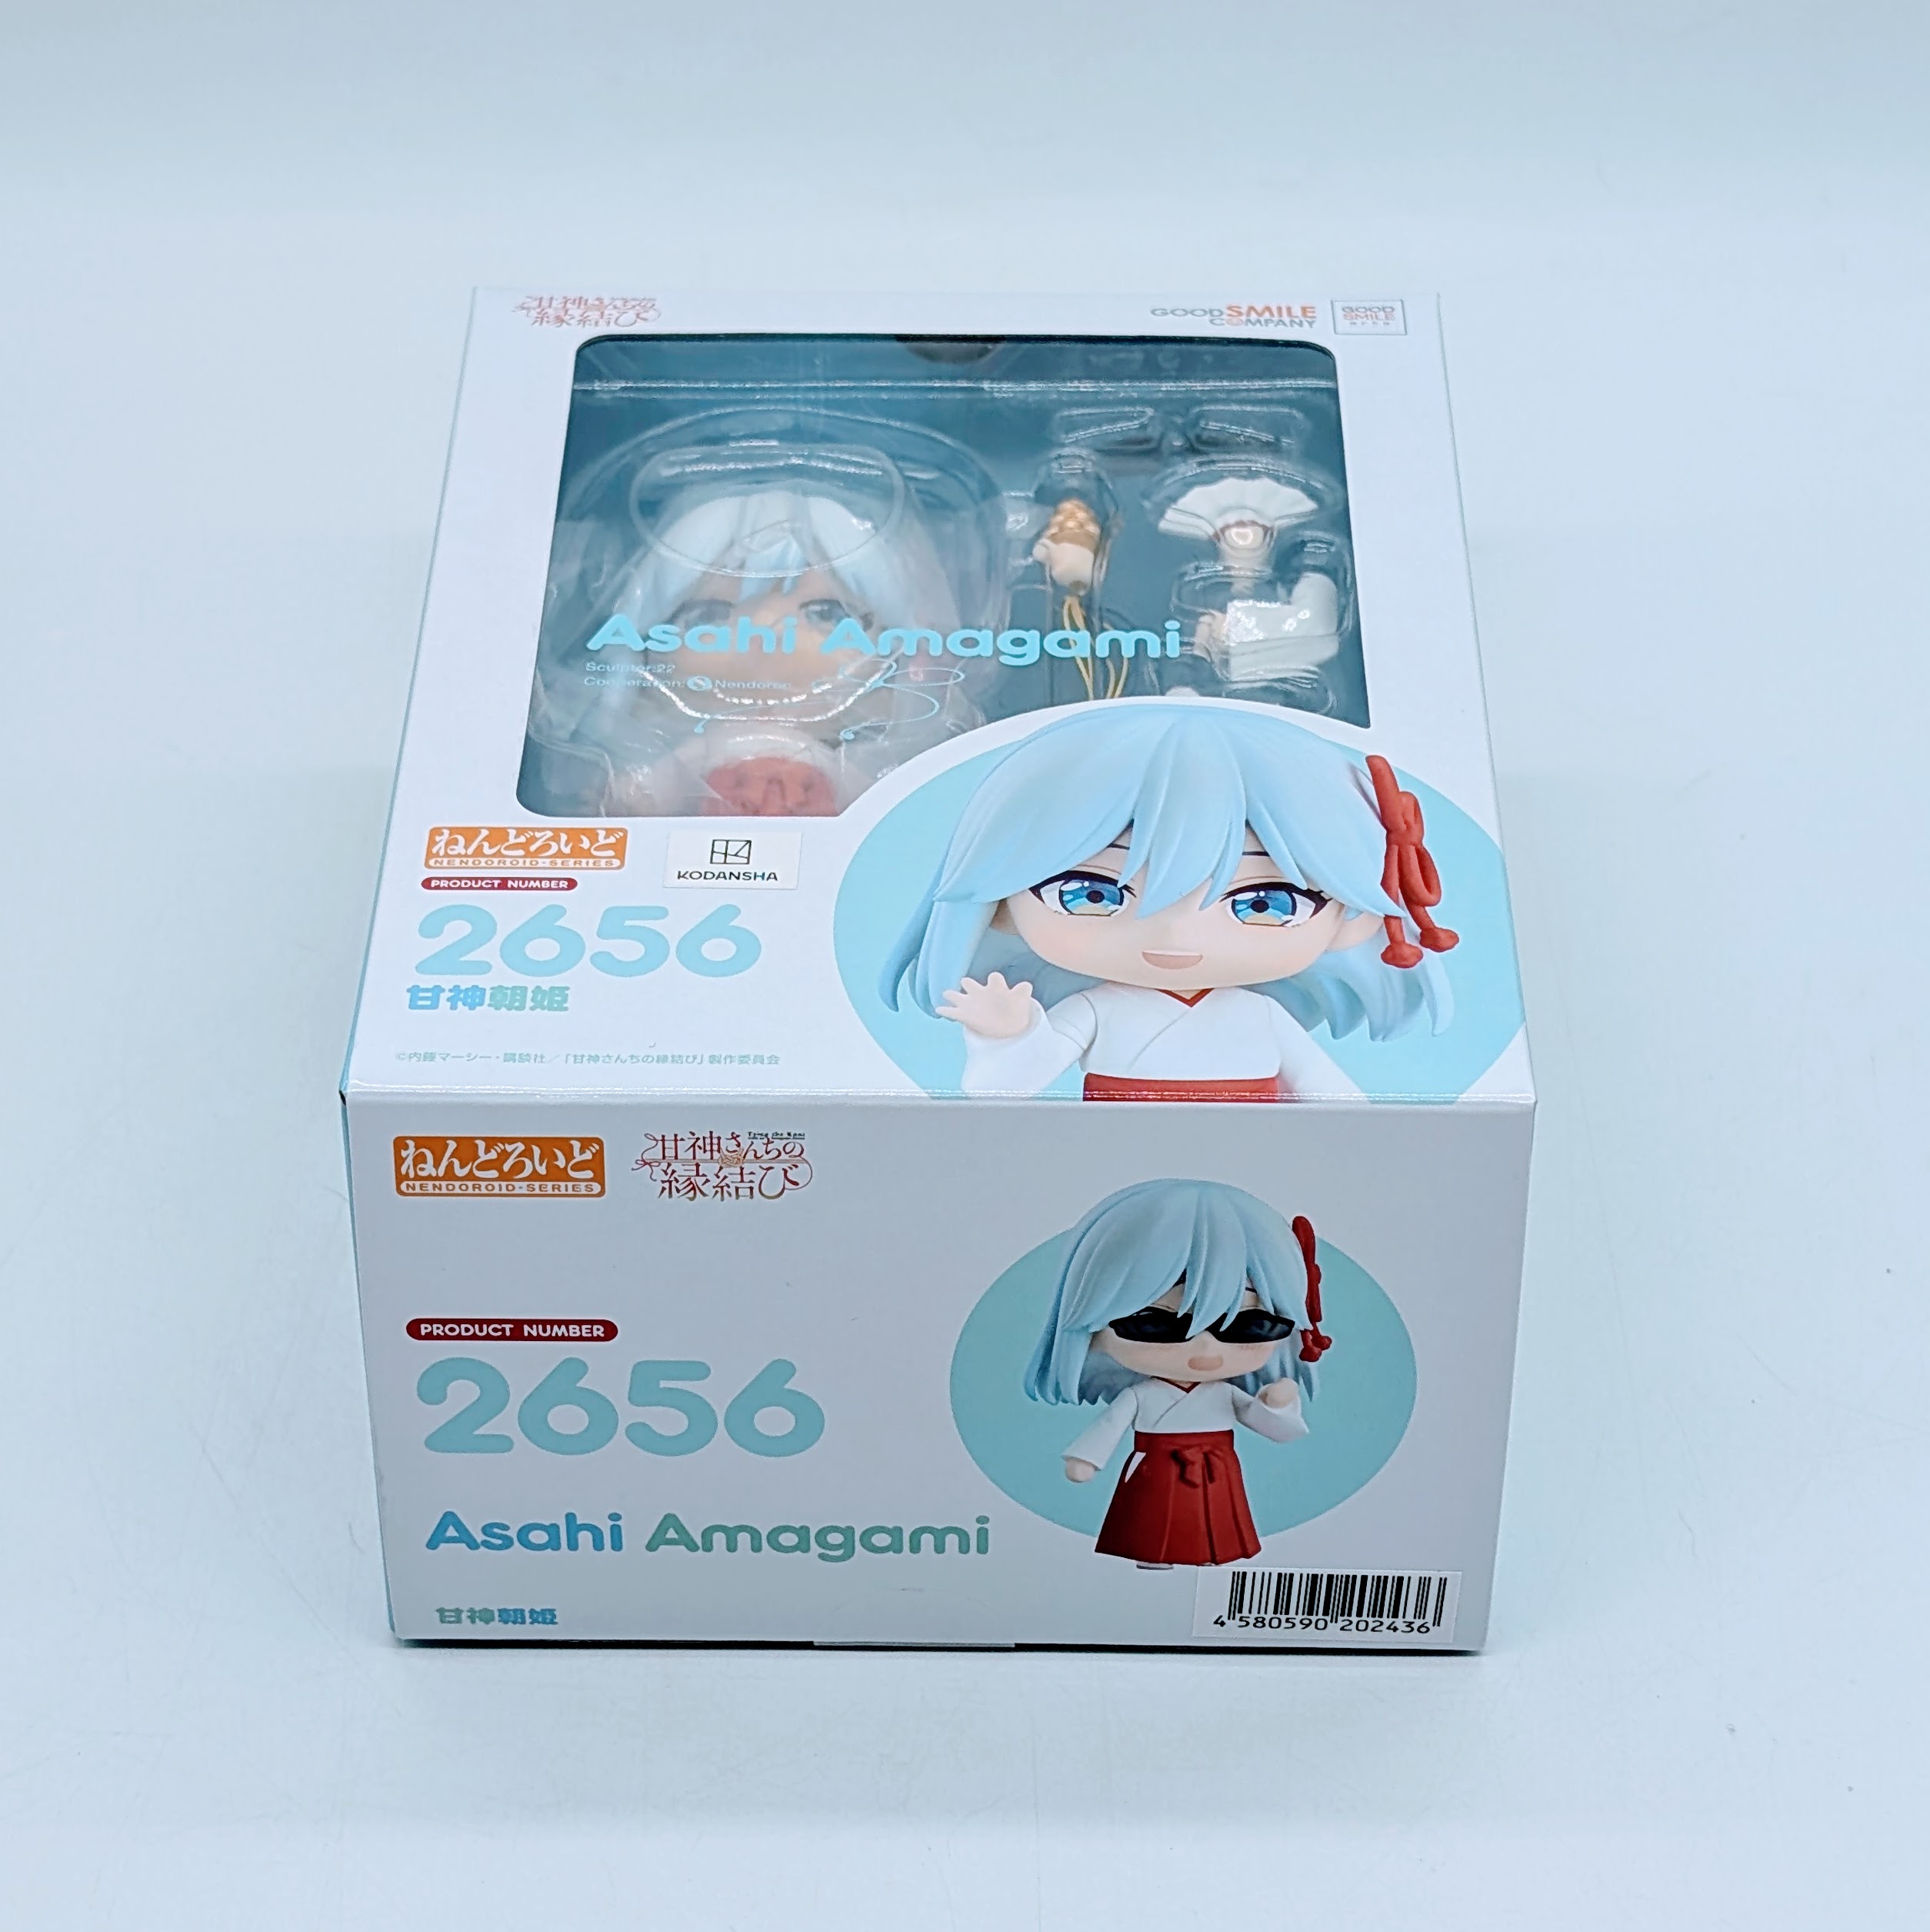 甘神さんちの
縁結び
GOOD SMILE
COMPANY
GOOD
SMILE
Asahi Amagami
Sculptor:22
Cooperation: Nendoron
ねんどろいど
NENDOROID-SERIES
KODANSHA
PRODUCT NUMBER
2656
甘神朝姫
©内藤マーシー・講談社／「甘神さんちの縁結び」製作委員会
ねんどろいど
NENDOROID-SERIES
甘神さんちの
縁結び
PRODUCT NUMBER
2656
Asahi Amagami
甘神朝姫
4 580590 202436